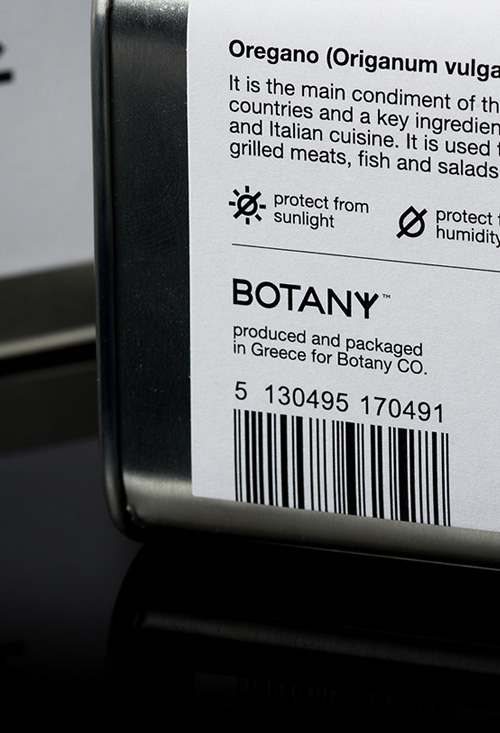 Oregano (Origanum vulga
It is the main condiment of th
countries and a key ingredien
and Italian cuisine. It is used t
grilled meats, fish and salads
protect from
sunlight
protect f
humidity
BOTANY™
produced and packaged
in Greece for Botany CO.
5 130495 170491